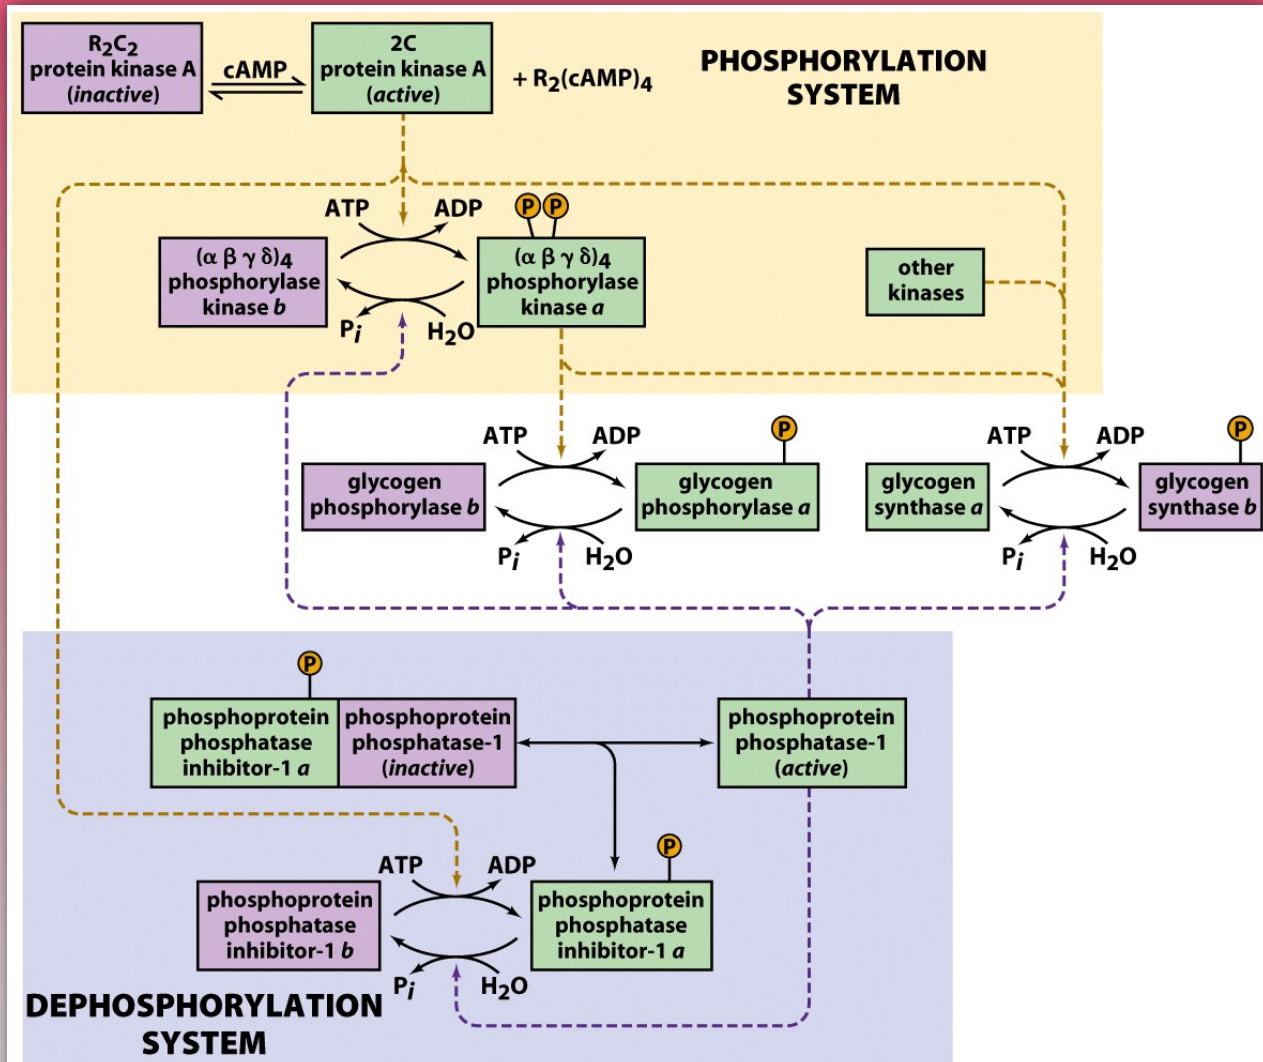 R2C2
protein kinase A
(inactive)
cAMP
2C
protein kinase A
(active)
+ R2(cAMP)4
PHOSPHORYLATION
SYSTEM
ATP
ADP
P P
(α β γ δ)4
phosphorylase
kinase b
(α β γ δ)4
phosphorylase
kinase a
Pi
H2O
other
kinases
ATP
ADP
P
glycogen
phosphorylase b
glycogen
phosphorylase a
Pi
H2O
ATP
ADP
P
glycogen
synthase a
glycogen
synthase b
Pi
H2O
P
phosphoprotein
phosphatase
inhibitor-1 a
phosphoprotein
phosphatase-1
(inactive)
phosphoprotein
phosphatase-1
(active)
ATP
ADP
P
phosphoprotein
phosphatase
inhibitor-1 b
phosphoprotein
phosphatase
inhibitor-1 a
Pi
H2O
DEPHOSPHORYLATION
SYSTEM